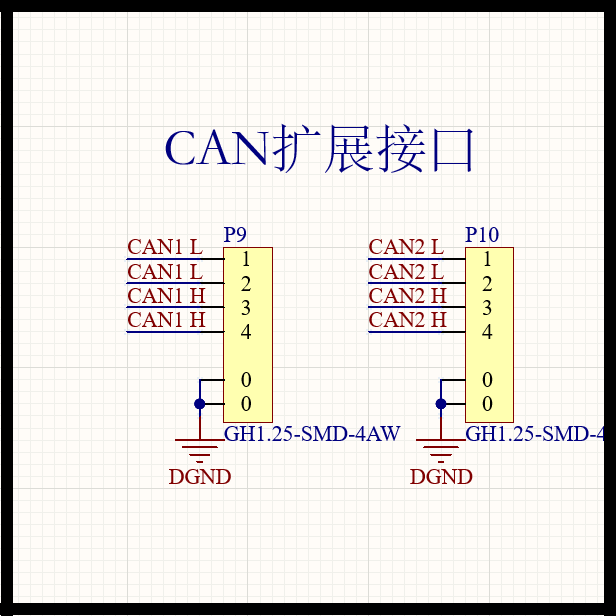 CAN扩展接口
P9
CAN1 L 1
CAN1 L 2
CAN1 H 3
CAN1 H 4
0
0
GH1.25-SMD-4AW
DGND
P10
CAN2 L 1
CAN2 L 2
CAN2 H 3
CAN2 H 4
0
0
GH1.25-SMD-4
DGND